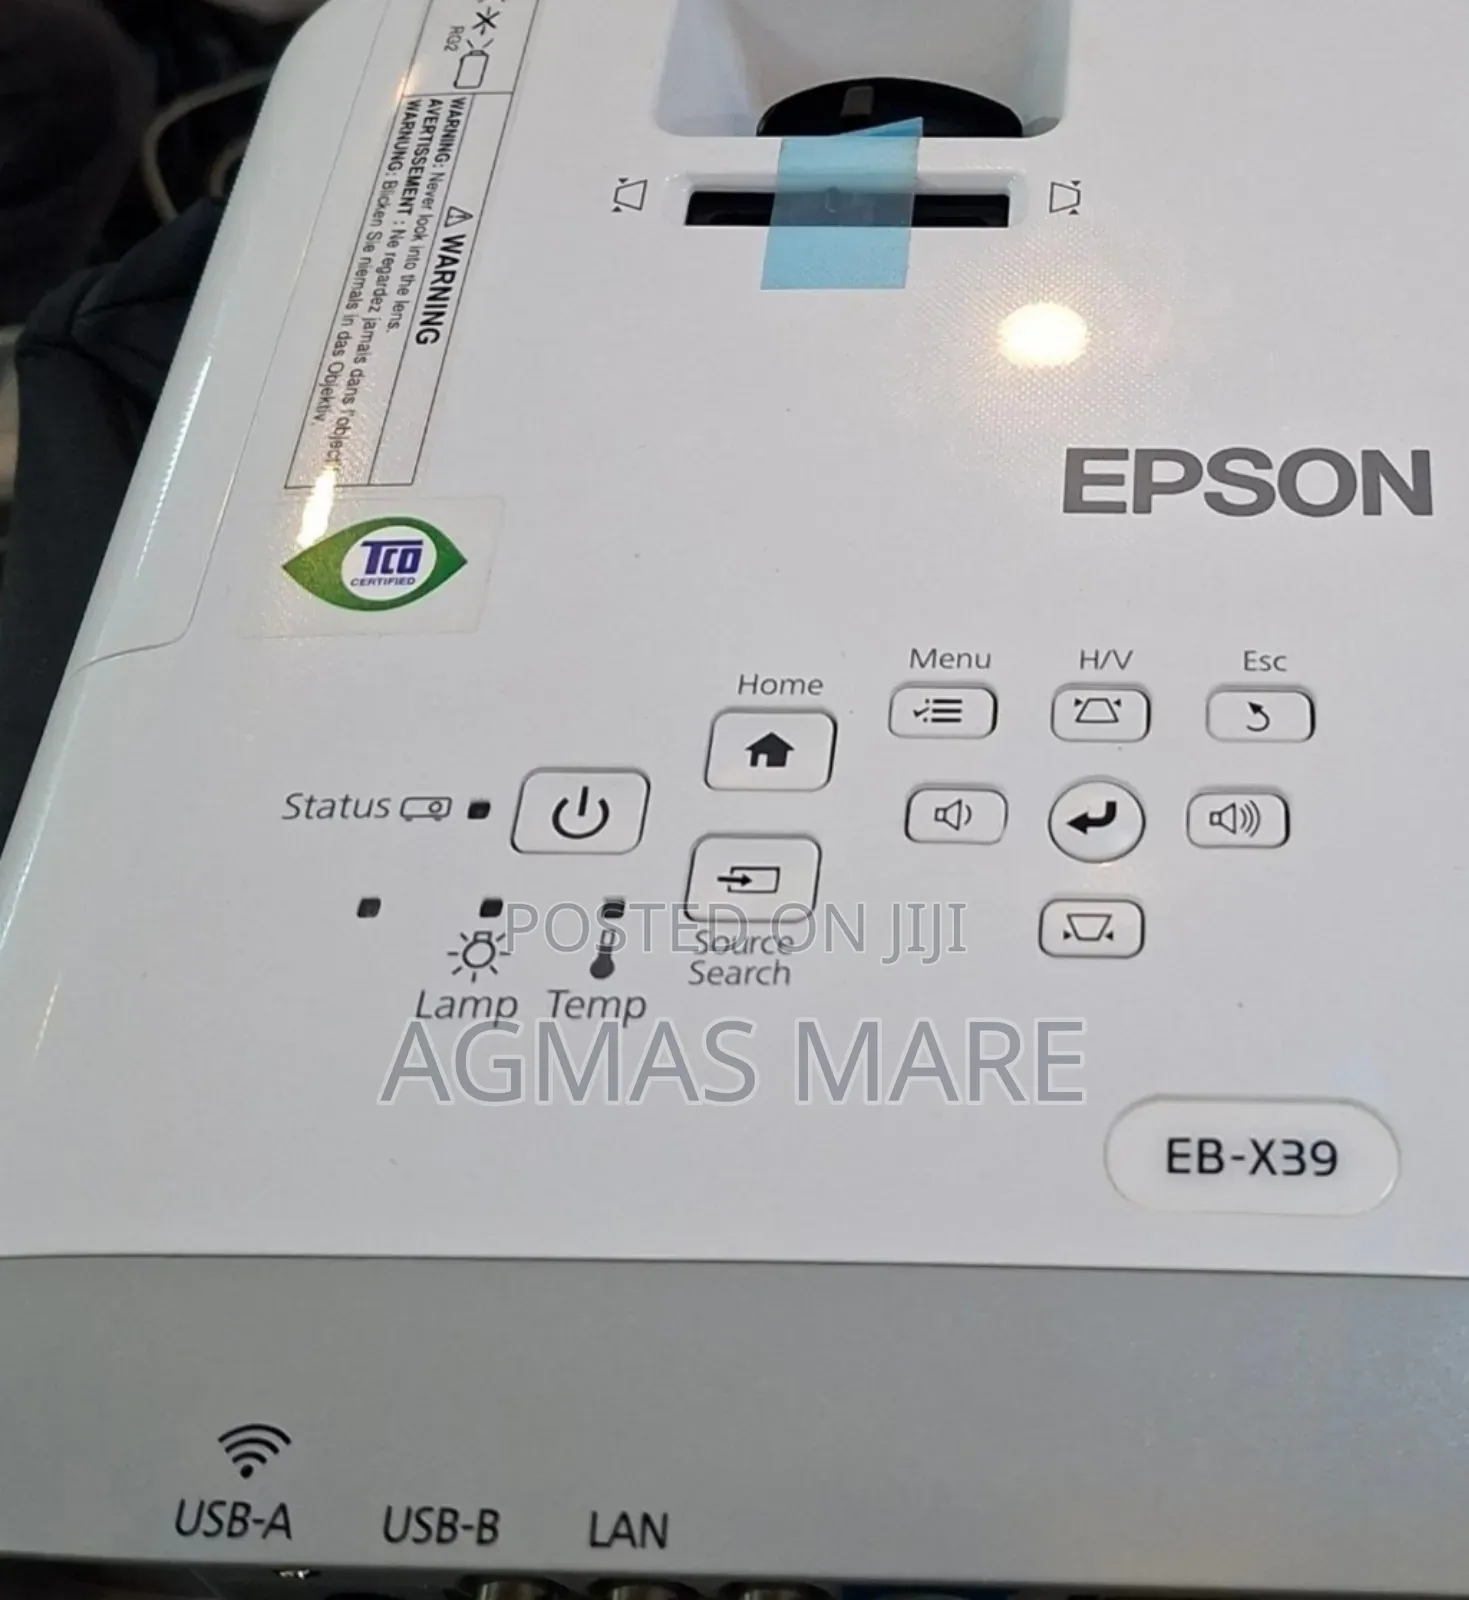 RG2
⚠ WARNING
WARNING: Never look into the lens.
AVERTISSEMENT : Ne regardez jamais dans l'objectif.
WARNUNG: Blicken Sie niemals in das Objektiv.
TCO
CERTIFIED
EPSON
Menu
H/V
Esc
Home
Status
Source
Search
Lamp
Temp
POSTED ON JIJI
AGMAS MARE
EB-X39
USB-A
USB-B
LAN